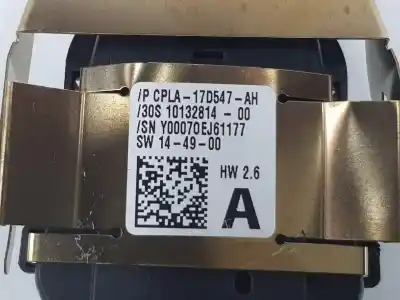 /P CPLA-17D547-AH
/30S 10132814 - 00
/SN Y00070EJ61177
SW 14-49-00
HW 2.6
A